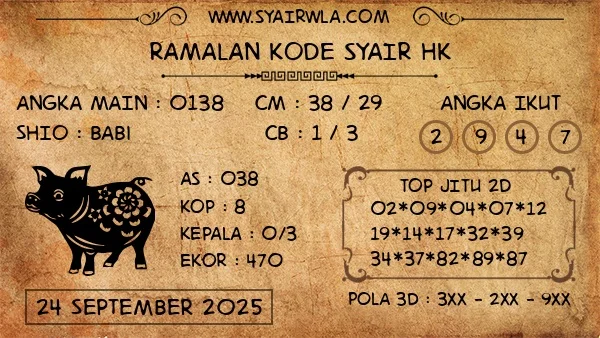 WWW.SYAIRWLA.COM
RAMALAN KODE SYAIR HK
ANGKA MAIN : 0138 CM : 38 / 29 ANGKA IKUT
SHIO : BABI CB : 1 / 3 2 9 4 7
AS : 038
KOP : 8
KEPALA : 0/3
EKOR : 470
TOP JITU 2D
02*09*04*07*12
19*14*17*32*39
34*37*82*89*87
24 SEPTEMBER 2025
POLA 3D : 3XX - 2XX - 9XX